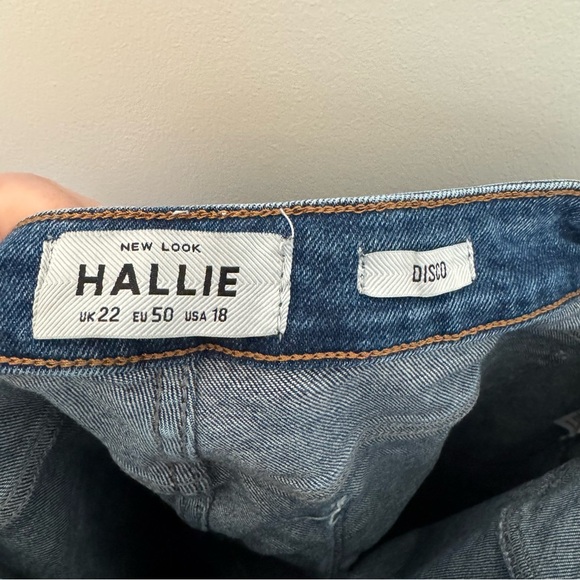 NEW LOOK
HALLIE
UK 22 EU 50 USA 18
DISCO